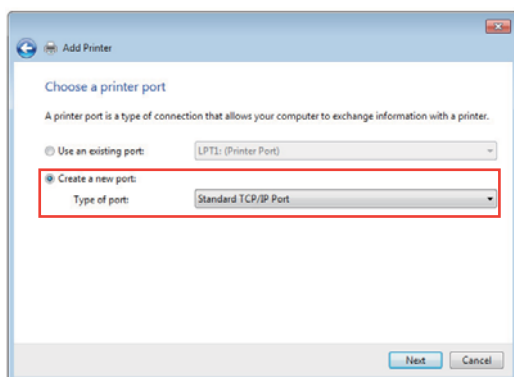 Add Printer
Choose a printer port
A printer port is a type of connection that allows your computer to exchange information with a printer.
Use an existing port: LPT1: (Printer Port)
Create a new port:
Type of port: Standard TCP/IP Port
Next Cancel